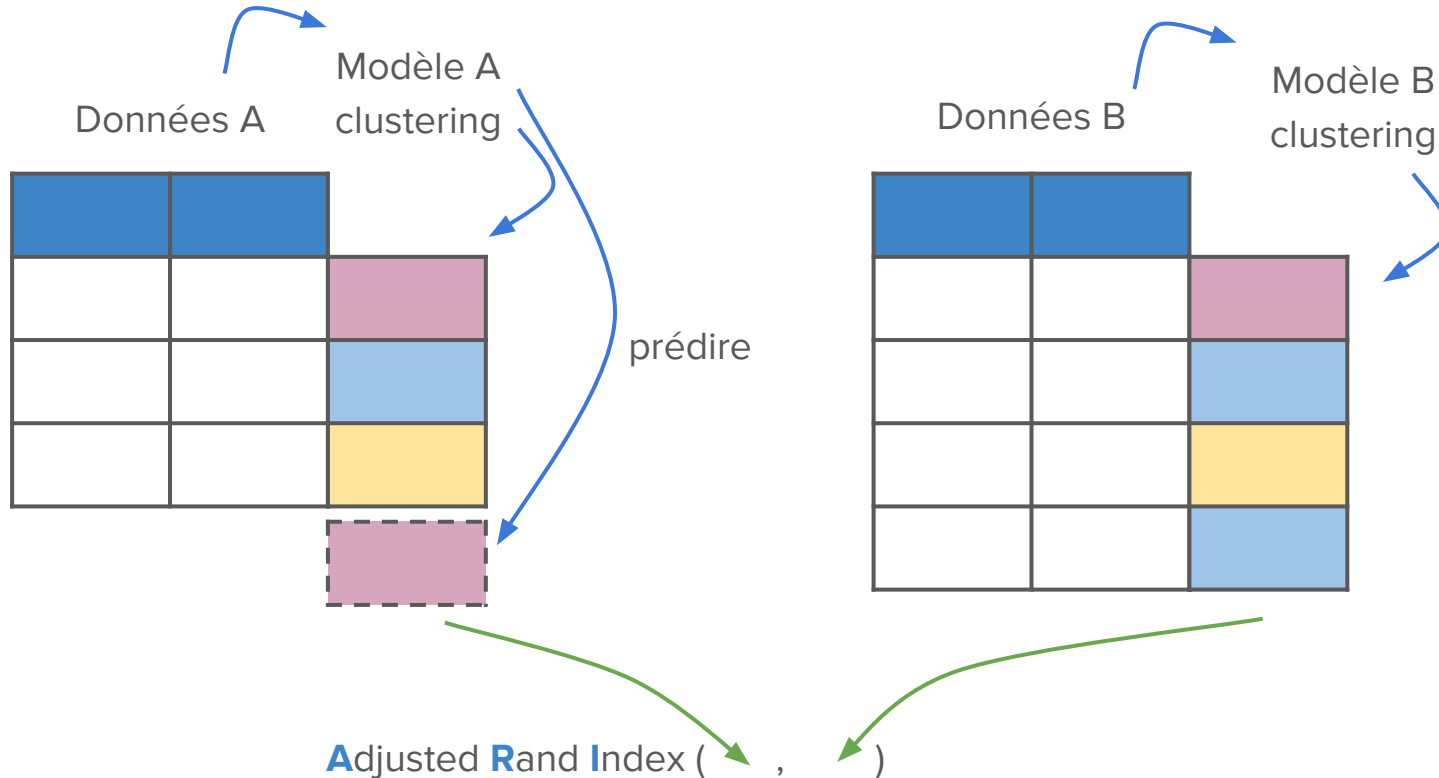 Données A
Modèle A
clustering
prédire
Données B
Modèle B
clustering
Adjusted Rand Index ( , )